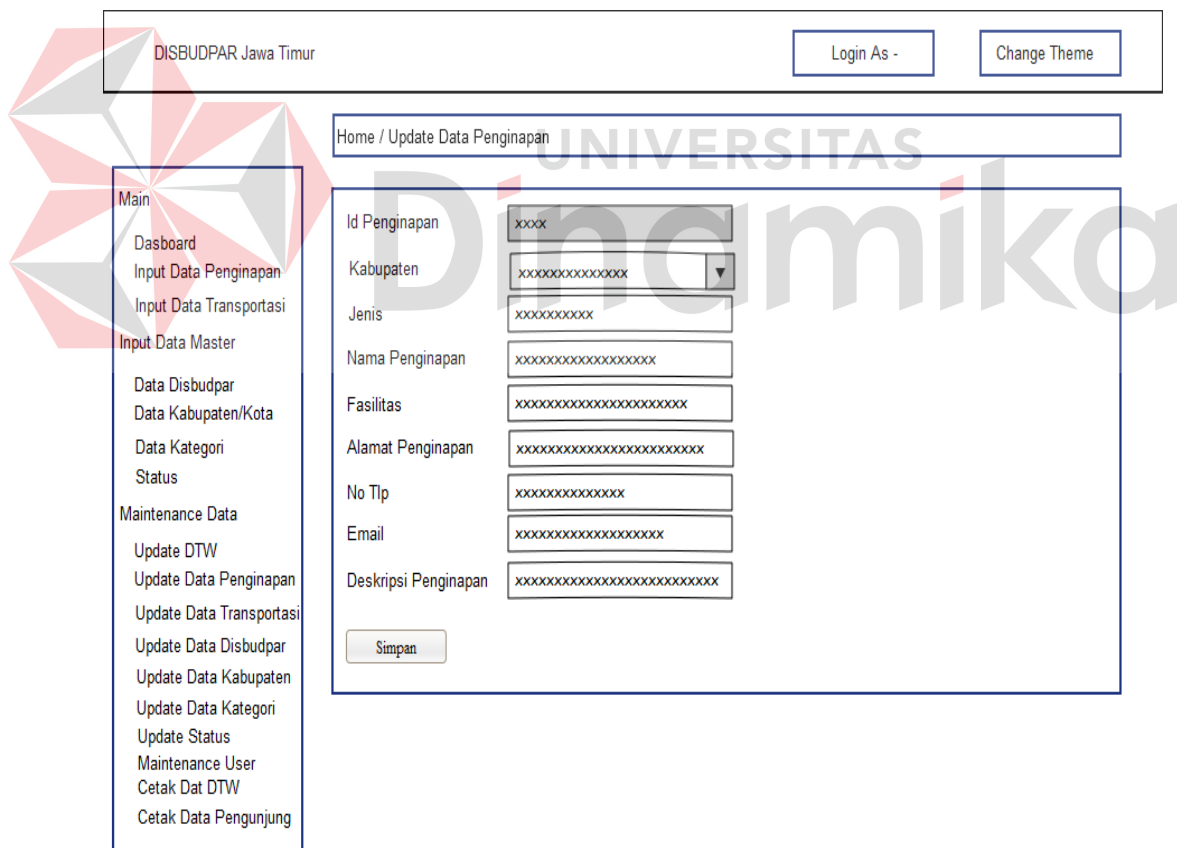 DISBUDPAR Jawa Timur
Login As -
Change Theme
Home / Update Data Penginapan
UNIVERSITAS
Dinamika
Main
Dasboard
Input Data Penginapan
Input Data Transportasi
Input Data Master
Data Disbudpar
Data Kabupaten/Kota
Data Kategori
Status
Maintenance Data
Update DTW
Update Data Penginapan
Update Data Transportasi
Update Data Disbudpar
Update Data Kabupaten
Update Data Kategori
Update Status
Maintenance User
Cetak Dat DTW
Cetak Data Pengunjung
Id Penginapan xxxx
Kabupaten xxxxxxxxxxxxxx
Jenis xxxxxxxxxx
Nama Penginapan xxxxxxxxxxxxxxxxxx
Fasilitas xxxxxxxxxxxxxxxxxxxxxx
Alamat Penginapan xxxxxxxxxxxxxxxxxxxxxxxx
No Tlp xxxxxxxxxxxxxx
Email xxxxxxxxxxxxxxxxxxx
Deskripsi Penginapan xxxxxxxxxxxxxxxxxxxxxxxxxx
Simpan